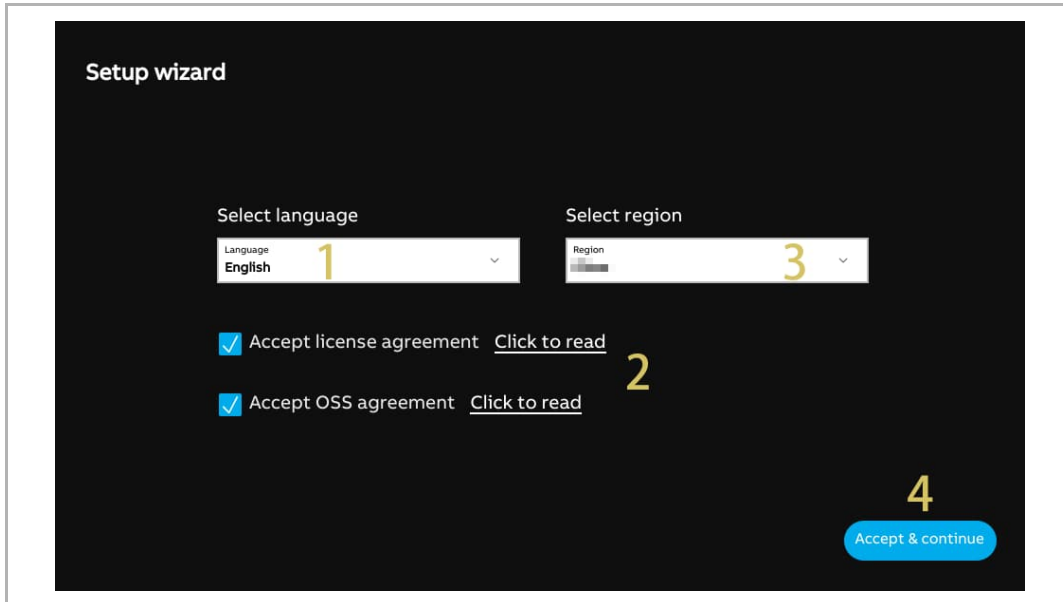 Setup wizard
Select language
Select region
Language
English
1
Region
3
Accept license agreement Click to read
2
Accept OSS agreement Click to read
4
Accept & continue